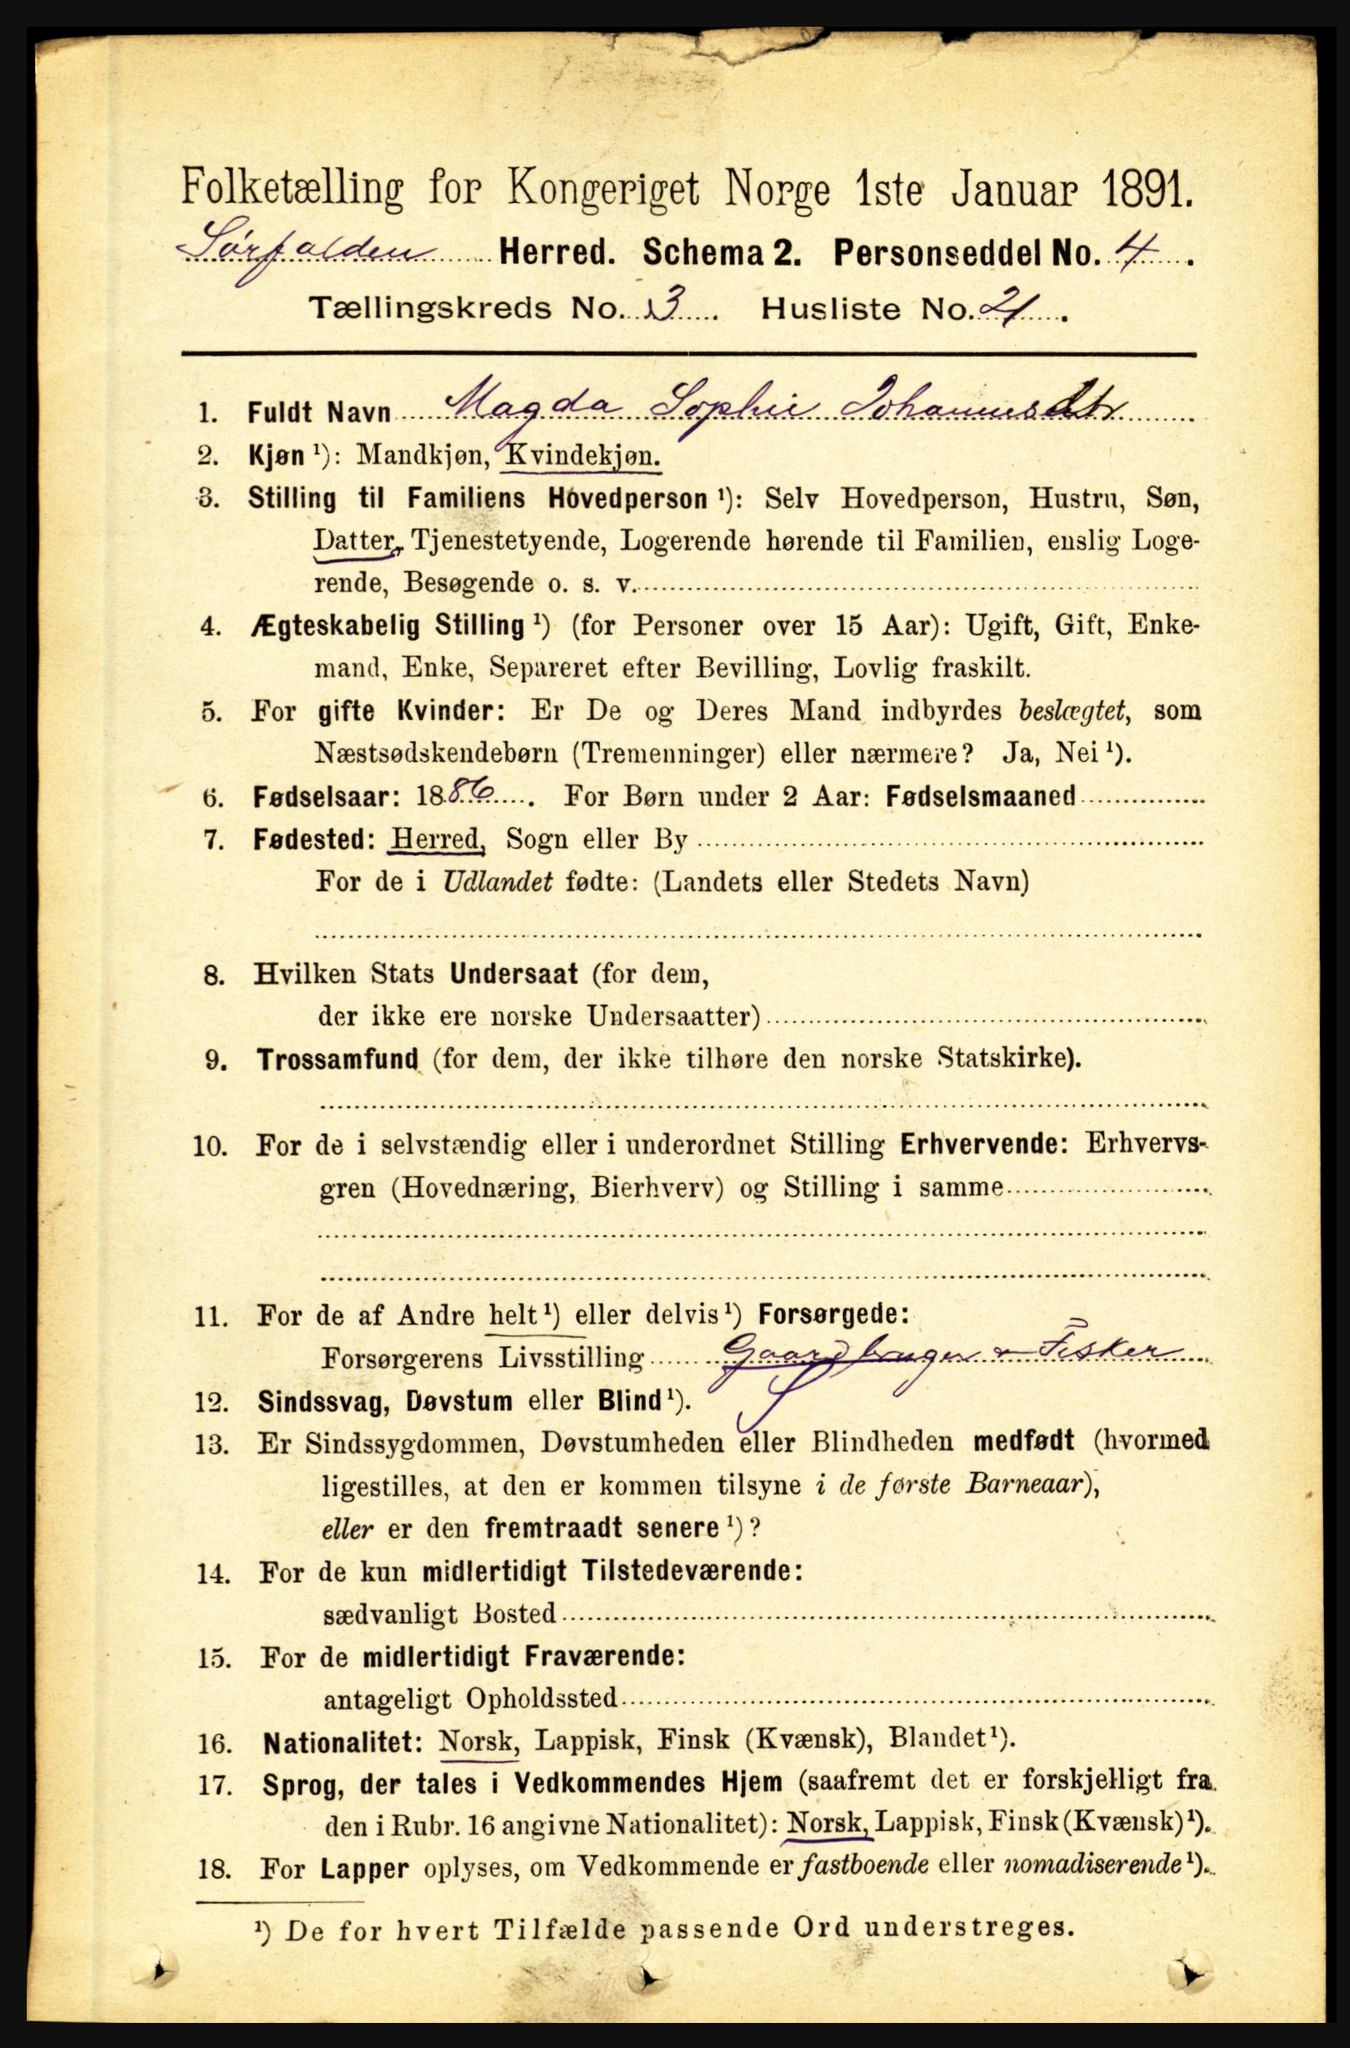 Folketælling for Kongeriget Norge 1ste Januar 1891.
Sørfolden Herred. Schema 2. Personseddel No. 4.
Tællingskreds No. 3. Husliste No. 21.
1. Fuldt Navn Magda Sophie Johannesdtr
2. Kjøn ¹): Mandkjøn, Kvindekjøn.
3. Stilling til Familiens Hovedperson ¹): Selv Hovedperson, Hustru, Søn,
Datter, Tjenestetyende, Logerende hørende til Familien, enslig Loge-
rende, Besøgende o. s. v.
4. Ægteskabelig Stilling ¹) (for Personer over 15 Aar): Ugift, Gift, Enke-
mand, Enke, Separeret efter Bevilling, Lovlig fraskilt.
5. For gifte Kvinder: Er De og Deres Mand indbyrdes beslægtet, som
Næstsødskendebørn (Tremenninger) eller nærmere? Ja, Nei ¹).
6. Fødselsaar: 1886. For Børn under 2 Aar: Fødselsmaaned
7. Fødested: Herred, Sogn eller By
For de i Udlandet fødte: (Landets eller Stedets Navn)
8. Hvilken Stats Undersaat (for dem,
der ikke ere norske Undersaatter)
9. Trossamfund (for dem, der ikke tilhøre den norske Statskirke).
10. For de i selvstændig eller i underordnet Stilling Erhvervende: Erhvervs-
gren (Hovednæring, Bierhverv) og Stilling i samme
11. For de af Andre helt ¹) eller delvis ¹) Forsørgede:
Forsørgerens Livsstilling Gaardbruger + Fisker
12. Sindssvag, Døvstum eller Blind ¹).
13. Er Sindssygdommen, Døvstumheden eller Blindheden medfødt (hvormed
ligestilles, at den er kommen tilsyne i de første Barneaar),
eller er den fremtraadt senere ¹)?
14. For de kun midlertidigt Tilstedeværende:
sædvanligt Bosted
15. For de midlertidigt Fraværende:
antageligt Opholdssted
16. Nationalitet: Norsk, Lappisk, Finsk (Kvænsk), Blandet ¹).
17. Sprog, der tales i Vedkommendes Hjem (saafremt det er forskjelligt fra
den i Rubr. 16 angivne Nationalitet): Norsk, Lappisk, Finsk (Kvænsk) ¹).
18. For Lapper oplyses, om Vedkommende er fastboende eller nomadiserende ¹).
¹) De for hvert Tilfælde passende Ord understreges.